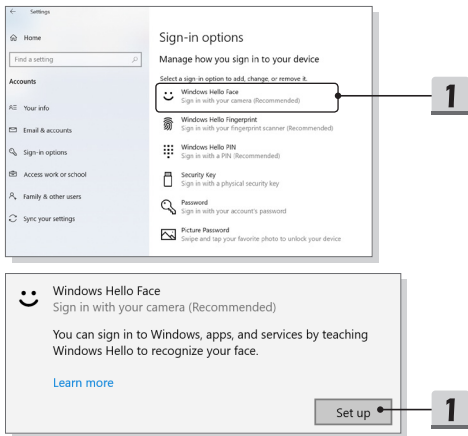 Settings
Home
Find a setting
Accounts
Your info
Email & accounts
Sign-in options
Access work or school
Family & other users
Sync your settings
Sign-in options
Manage how you sign in to your device
Select a sign-in option to add, change, or remove it.
Windows Hello Face
Sign in with your camera (Recommended)
Windows Hello Fingerprint
Sign in with your fingerprint scanner (Recommended)
Windows Hello PIN
Sign in with a PIN (Recommended)
Security Key
Sign in with a physical security key
Password
Sign in with your account's password
Picture Password
Swipe and tap your favorite photo to unlock your device
1
Windows Hello Face
Sign in with your camera (Recommended)
You can sign in to Windows, apps, and services by teaching
Windows Hello to recognize your face.
Learn more
Set up
1